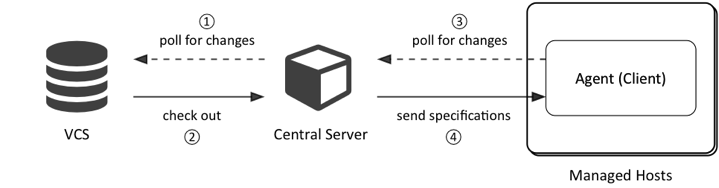 ①
poll for changes
check out
②
VCS
Central Server
③
poll for changes
send specifications
④
Agent (Client)
Managed Hosts